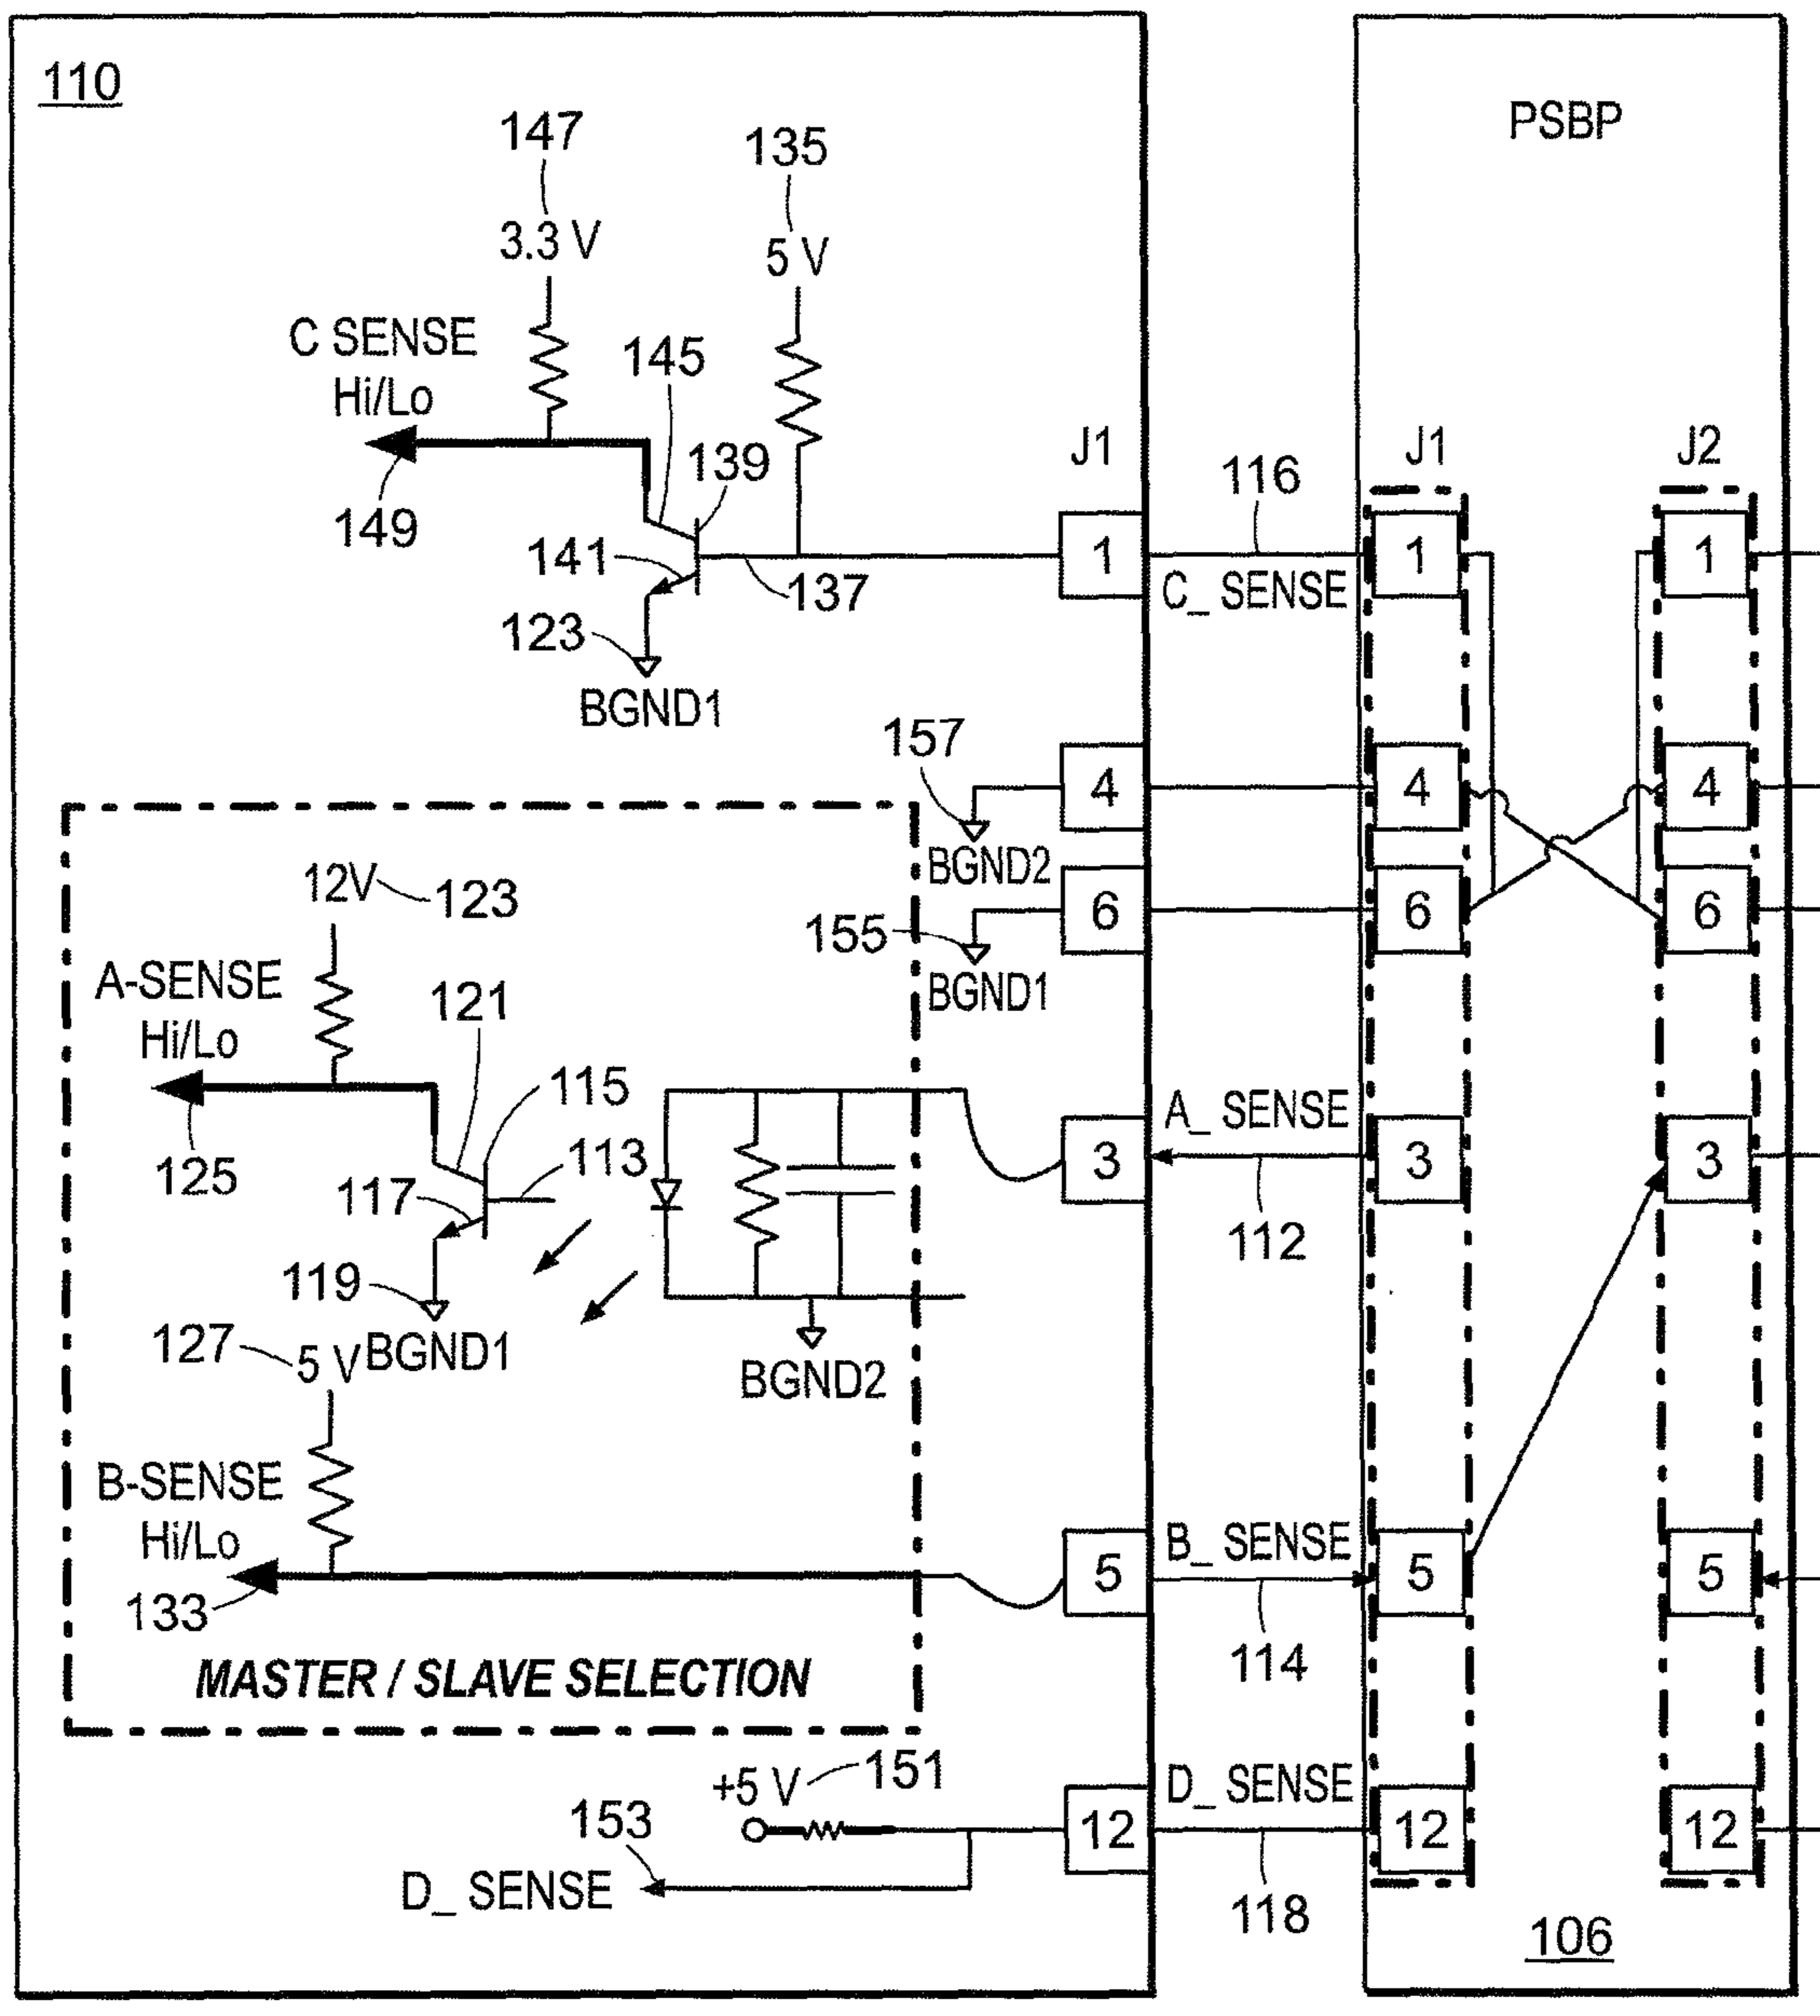 110
PSBP
147
135
3.3 V
5 V
C SENSE
Hi/Lo
145
139
149
141
137
123
BGND1
J1
J1
J2
116
1
1
1
C_ SENSE
157
4
4
4
BGND2
155
6
6
6
BGND1
12V
123
A-SENSE
Hi/Lo
121
115
113
125
117
119
BGND1
BGND2
A_ SENSE
3
3
3
112
127
5 V
B-SENSE
Hi/Lo
133
B_ SENSE
5
5
5
114
MASTER / SLAVE SELECTION
+5 V
151
153
D_ SENSE
D_ SENSE
12
12
12
118
106